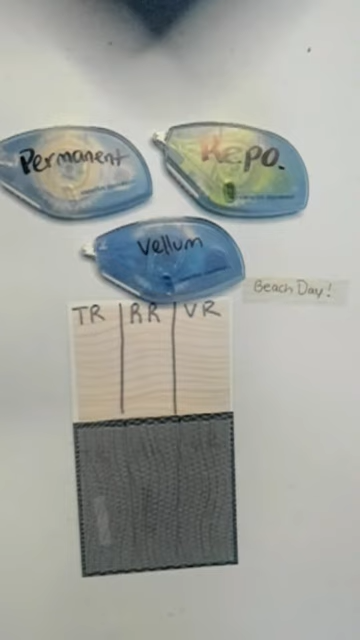 Permanent
Repo.
Vellum
Beach Day!
TR RR VR